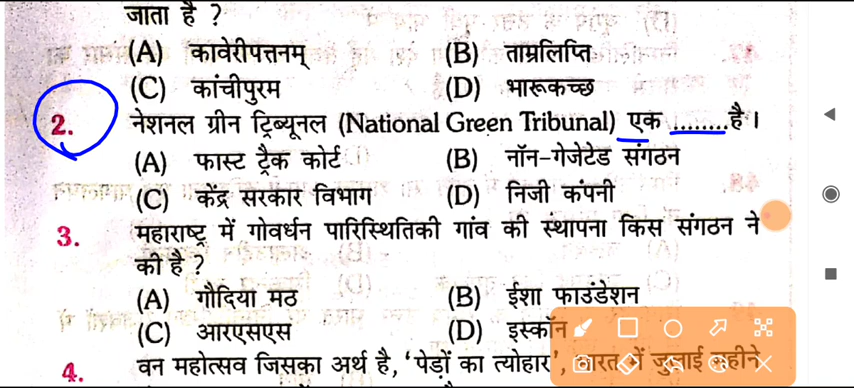 जाता है ?
(A) कावेरीपत्तनम् (B) ताम्रलिप्ति
(C) कांचीपुरम (D) भारूकच्छ
2. नेशनल ग्रीन ट्रिब्यूनल (National Green Tribunal) एक ........है।
(A) फास्ट ट्रैक कोर्ट (B) नॉन-गेजेटेड संगठन
(C) केंद्र सरकार विभाग (D) निजी कंपनी
3. महाराष्ट्र में गोवर्धन पारिस्थितिकी गांव की स्थापना किस संगठन ने
की है ?
(A) गौदिया मठ (B) ईशा फाउंडेशन
(C) आरएसएस (D) इस्कॉन
4. वन महोत्सव जिसका अर्थ है, 'पेड़ों का त्योहार', भारत में जुलाई महीने